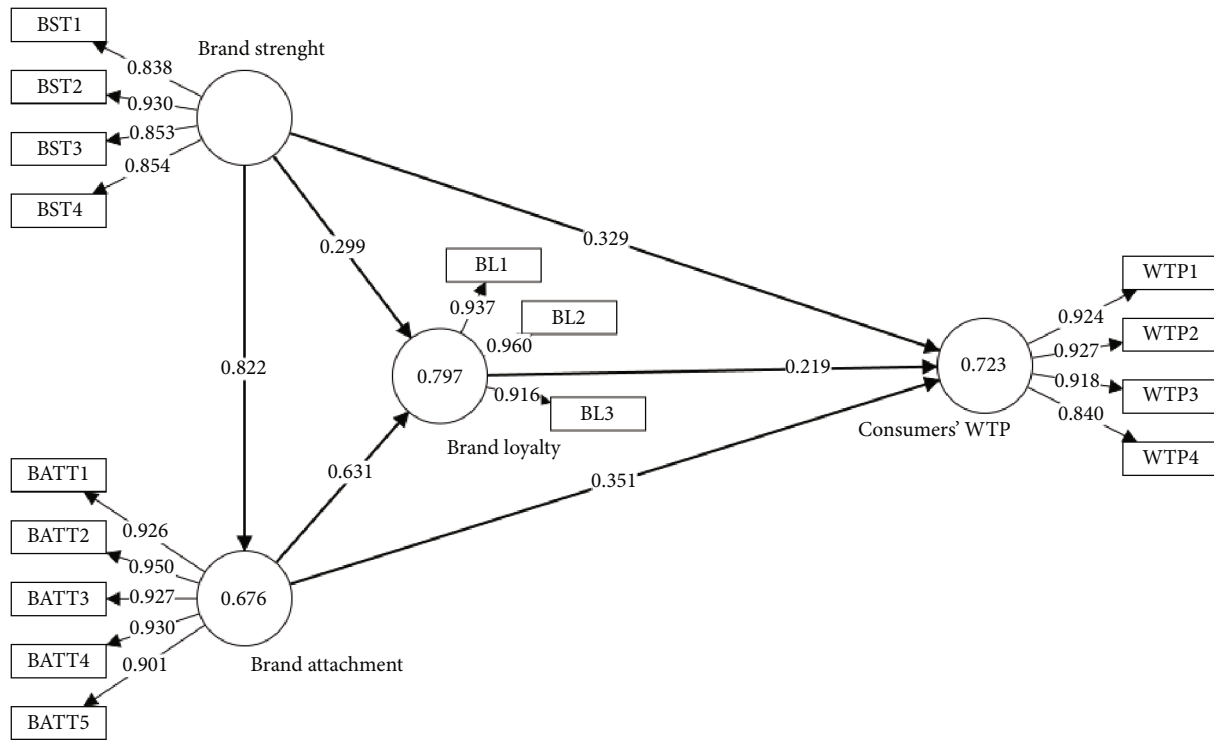 BST1
Brand strenght
0.838
BST2
0.930
0.853
BST3
0.854
BST4
0.299
0.329
BL1
0.937
BL2
0.960
WTP1
0.924
WTP2
0.927
0.822
0.797
0.219
0.723
0.916
0.918
WTP3
BL3
0.840
Consumers' WTP
Brand loyalty
WTP4
BATT1
0.631
0.351
0.926
BATT2
0.950
BATT3
0.927
0.676
0.930
BATT4
0.901
Brand attachment
BATT5